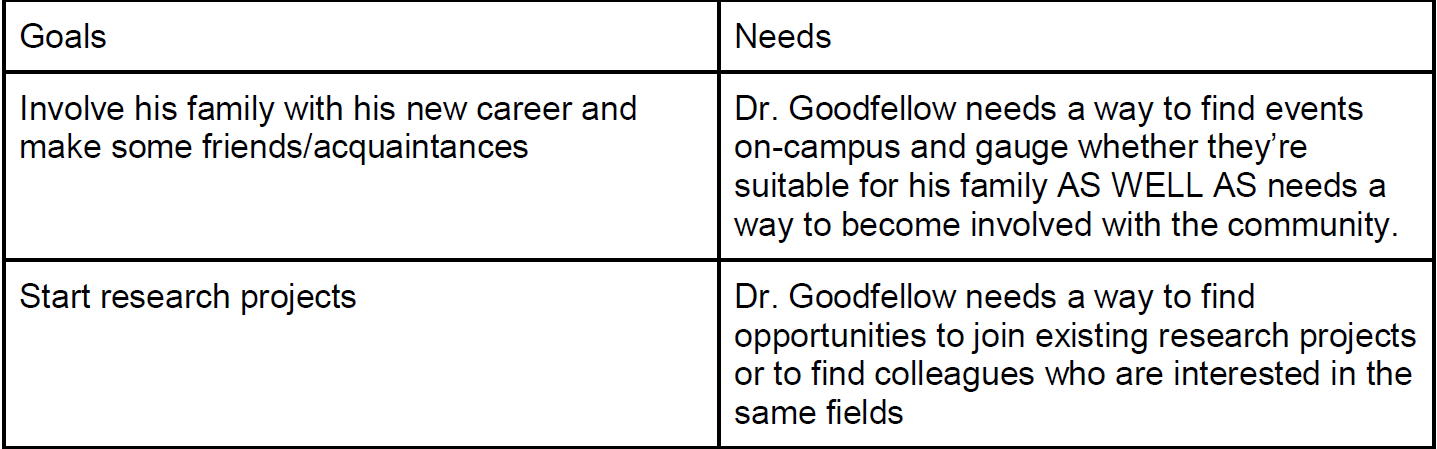 Goals
Needs
Involve his family with his new career and
make some friends/acquaintances
Dr. Goodfellow needs a way to find events
on-campus and gauge whether they’re
suitable for his family AS WELL AS needs a
way to become involved with the community.
Start research projects
Dr. Goodfellow needs a way to find
opportunities to join existing research projects
or to find colleagues who are interested in the
same fields